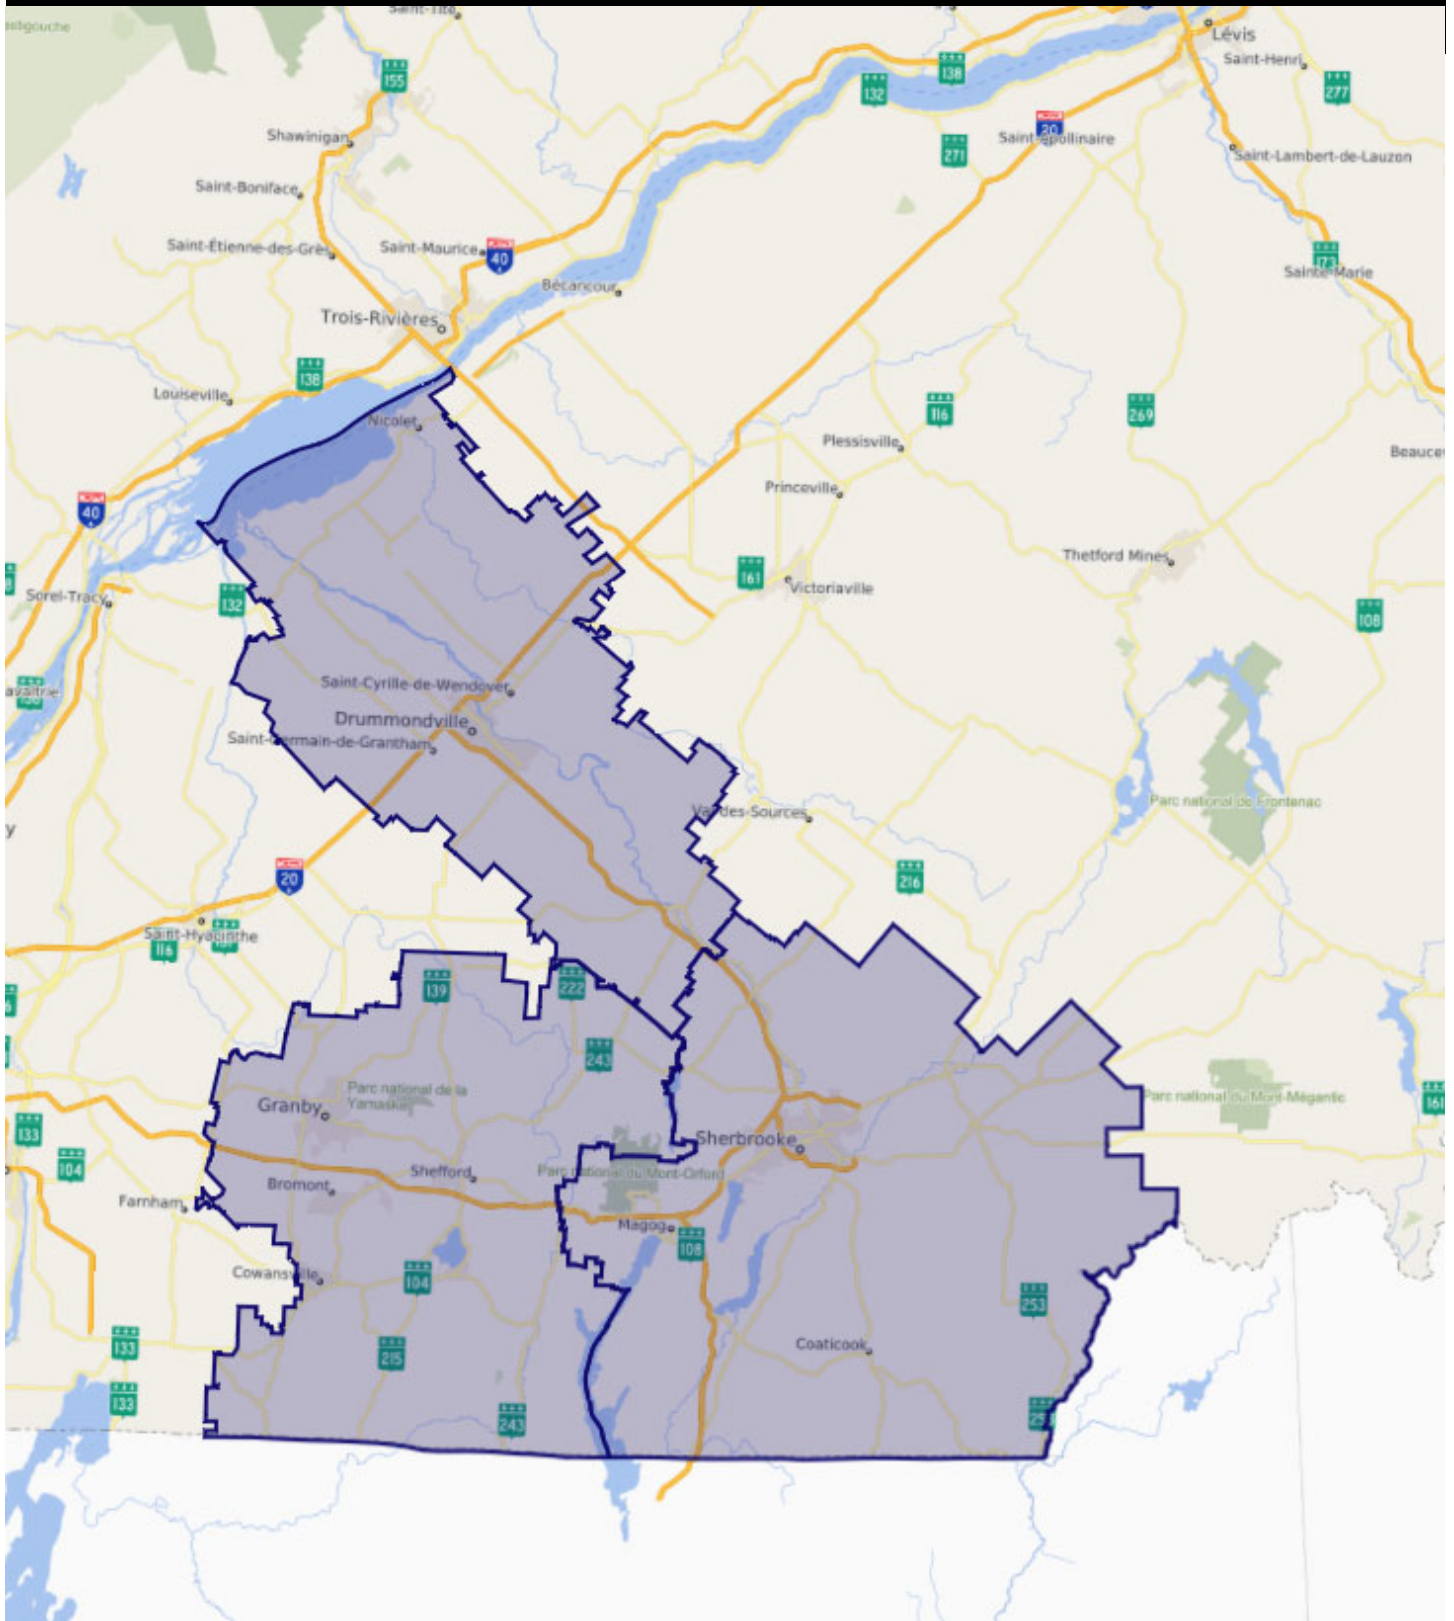 Saint-Tite
Lévis
Saint-Henri
155
138
132
277
Shawinigan
20
Saint-Apollinaire
271
Saint-Lambert-de-Lauzon
Saint-Boniface
Saint-Étienne-des-Grès
Saint-Maurice
40
173
Sainte-Marie
Bécancour
Trois-Rivières
138
Louiseville
Nicolet
116
269
Plessisville
Princeville
40
Thetford Mines
161
Victoriaville
Sorel-Tracy
132
108
Saint-Cyrille-de-Wendover
Drummondville
Saint-Germain-de-Grantham
Parc national de Frontenac
Val-des-Sources
20
216
Saint-Hyacinthe
116
139
222
243
Parc national de la
Yamaska
Granby
Parc national du Mont-Mégantic
161
133
Sherbrooke
104
Shefford
Parc national du Mont-Orford
Bromont
Farnham
Magog
108
Cowansville
104
253
133
215
Coaticook
133
243